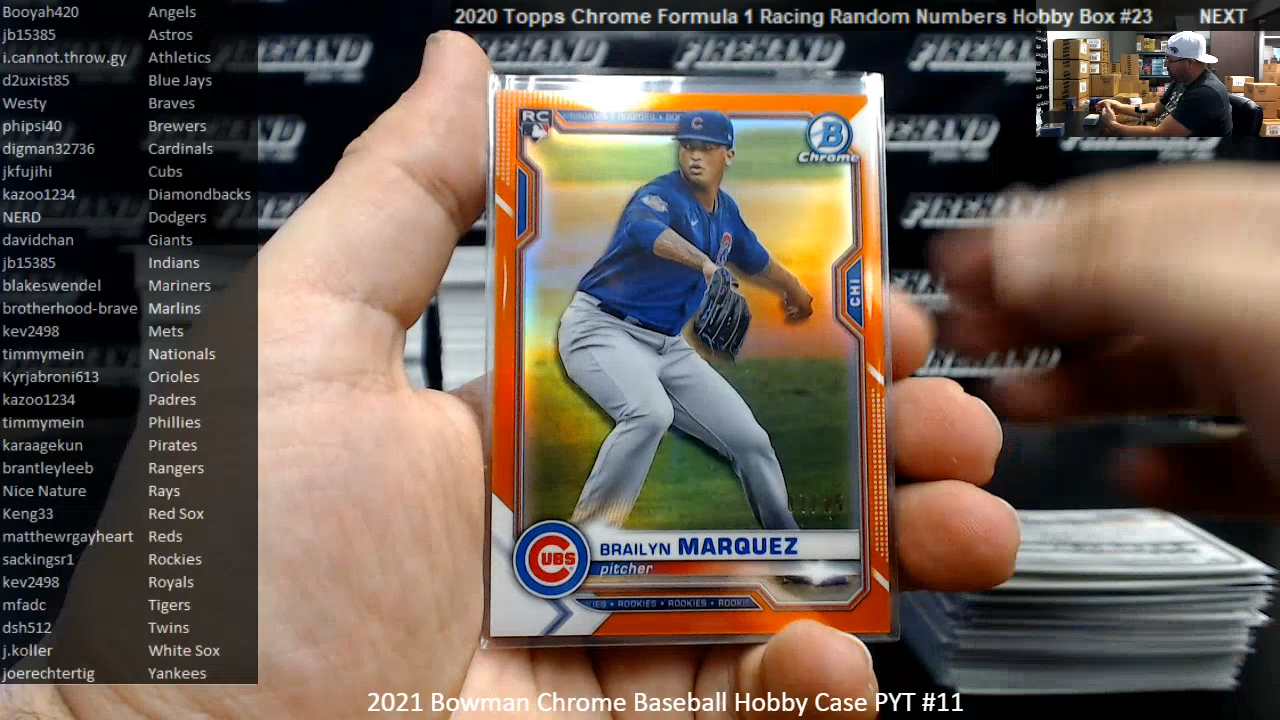 Booyah420 Angels
jb15385 Astros
i.cannot.throw.gy Athletics
d2uxist85 Blue Jays
Westy Braves
phipsi40 Brewers
digman32736 Cardinals
jkfujihi Cubs
kazoo1234 Diamondbacks
NERD Dodgers
davidchan Giants
jb15385 Indians
blakeswendel Mariners
brotherhood-brave Marlins
kev2498 Mets
timmymein Nationals
Kyrjabroni613 Orioles
kazoo1234 Padres
timmymein Phillies
karaagekun Pirates
brantleyleeb Rangers
Nice Nature Rays
Keng33 Red Sox
matthewrgayheart Reds
sackingsr1 Rockies
kev2498 Royals
mfadc Tigers
dsh512 Twins
j.koller White Sox
joerechtertig Yankees
2020 Topps Chrome Formula 1 Racing Random Numbers Hobby Box #23 NEXT
FIREHAND
RC
B
Chrome
C
CHI
CUBS
BRAILYN MARQUEZ
pitcher
ROOKIES • ROOKIES • ROOKIE
2021 Bowman Chrome Baseball Hobby Case PYT #11